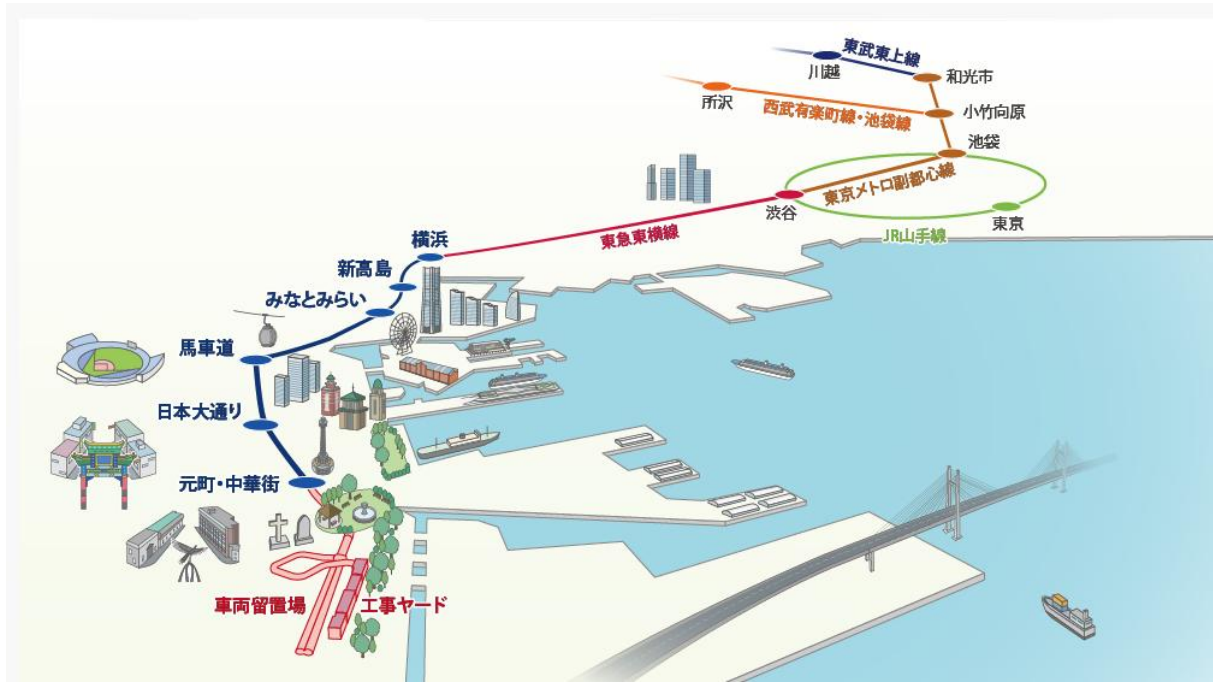 東武東上線
川越
和光市
所沢
西武有楽町線・池袋線
小竹向原
池袋
東京メトロ副都心線
渋谷
東京
JR山手線
東急東横線
横浜
新高島
みなとみらい
馬車道
日本大通り
元町・中華街
車両留置場
工事ヤード